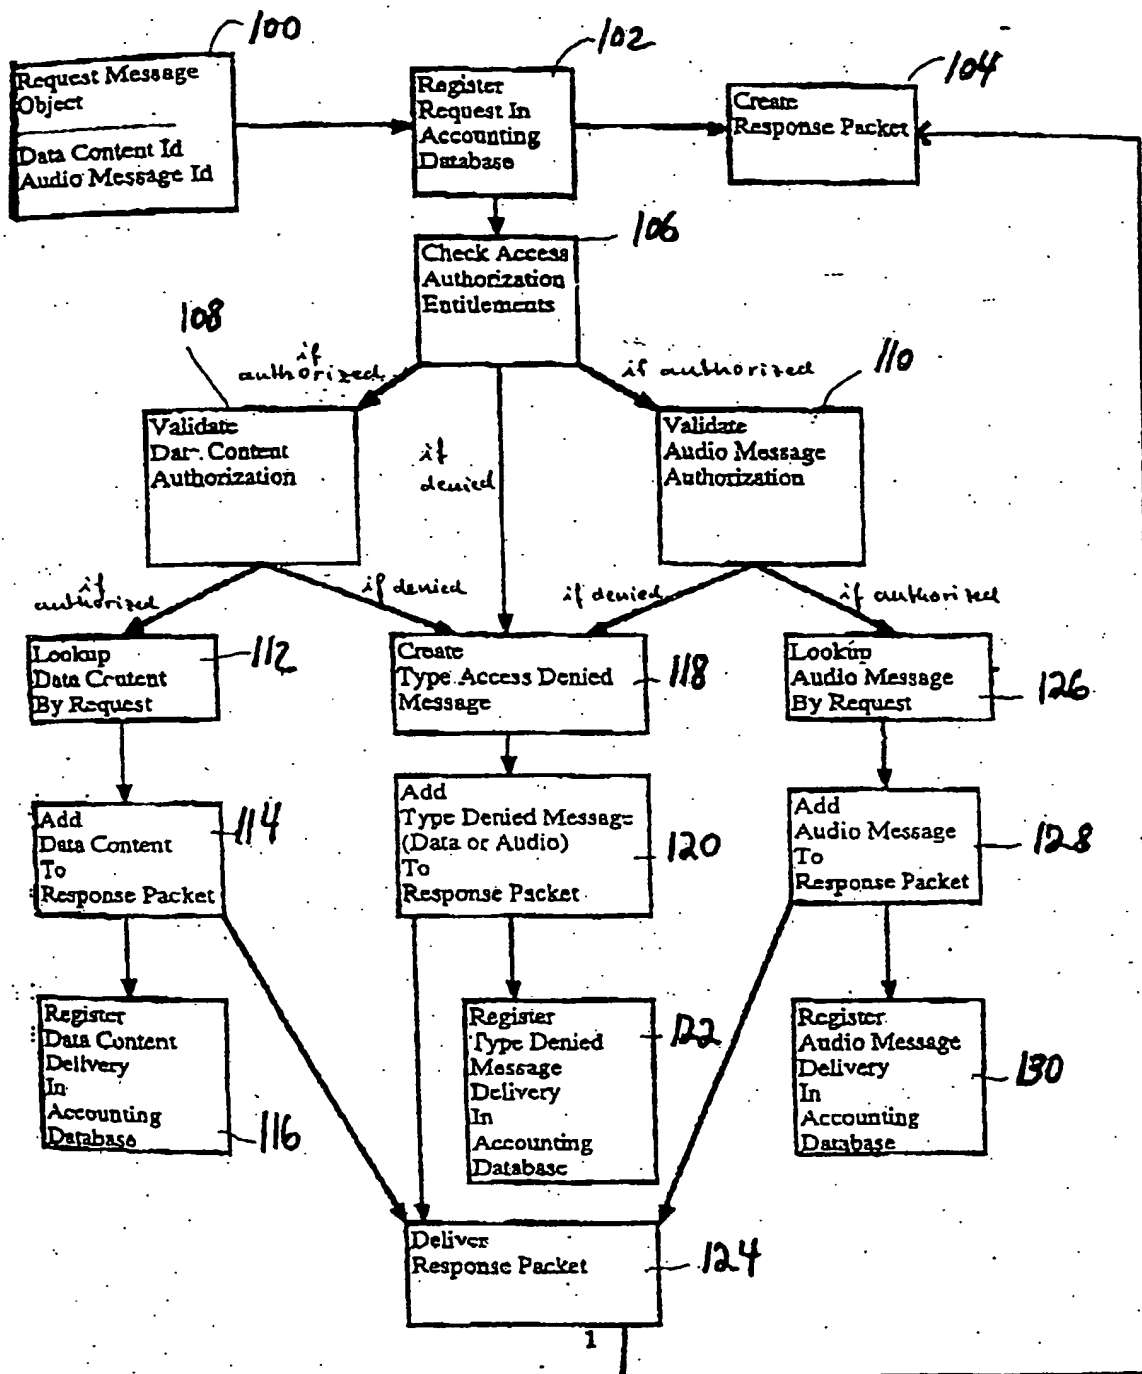 100
Request Message
Object
Data Content Id
Audio Message Id
102
Register
Request In
Accounting
Database
104
Create
Response Packet
106
Check Access
Authorization
Entitlements
if
authorized
if denied
if authorized
108
Validate
Content
Authorization
110
Validate
Audio Message
Authorization
if
authorized
if denied
if denied
if authorized
Lookup
Data Content
By Request
112
Create
Type Access Denied
Message
118
Lookup
Audio Message
By Request
126
Add
Data Content
To
Response Packet
114
Add
Type Denied Message
(Data or Audio)
To
Response Packet
120
Add
Audio Message
To
Response Packet
128
Register
Data Content
Delivery
In
Accounting
Database
116
Register
Type Denied
Message
Delivery
In
Accounting
Database
122
Register
Audio Message
Delivery
In
Accounting
Database
130
Deliver
Response Packet
124
1